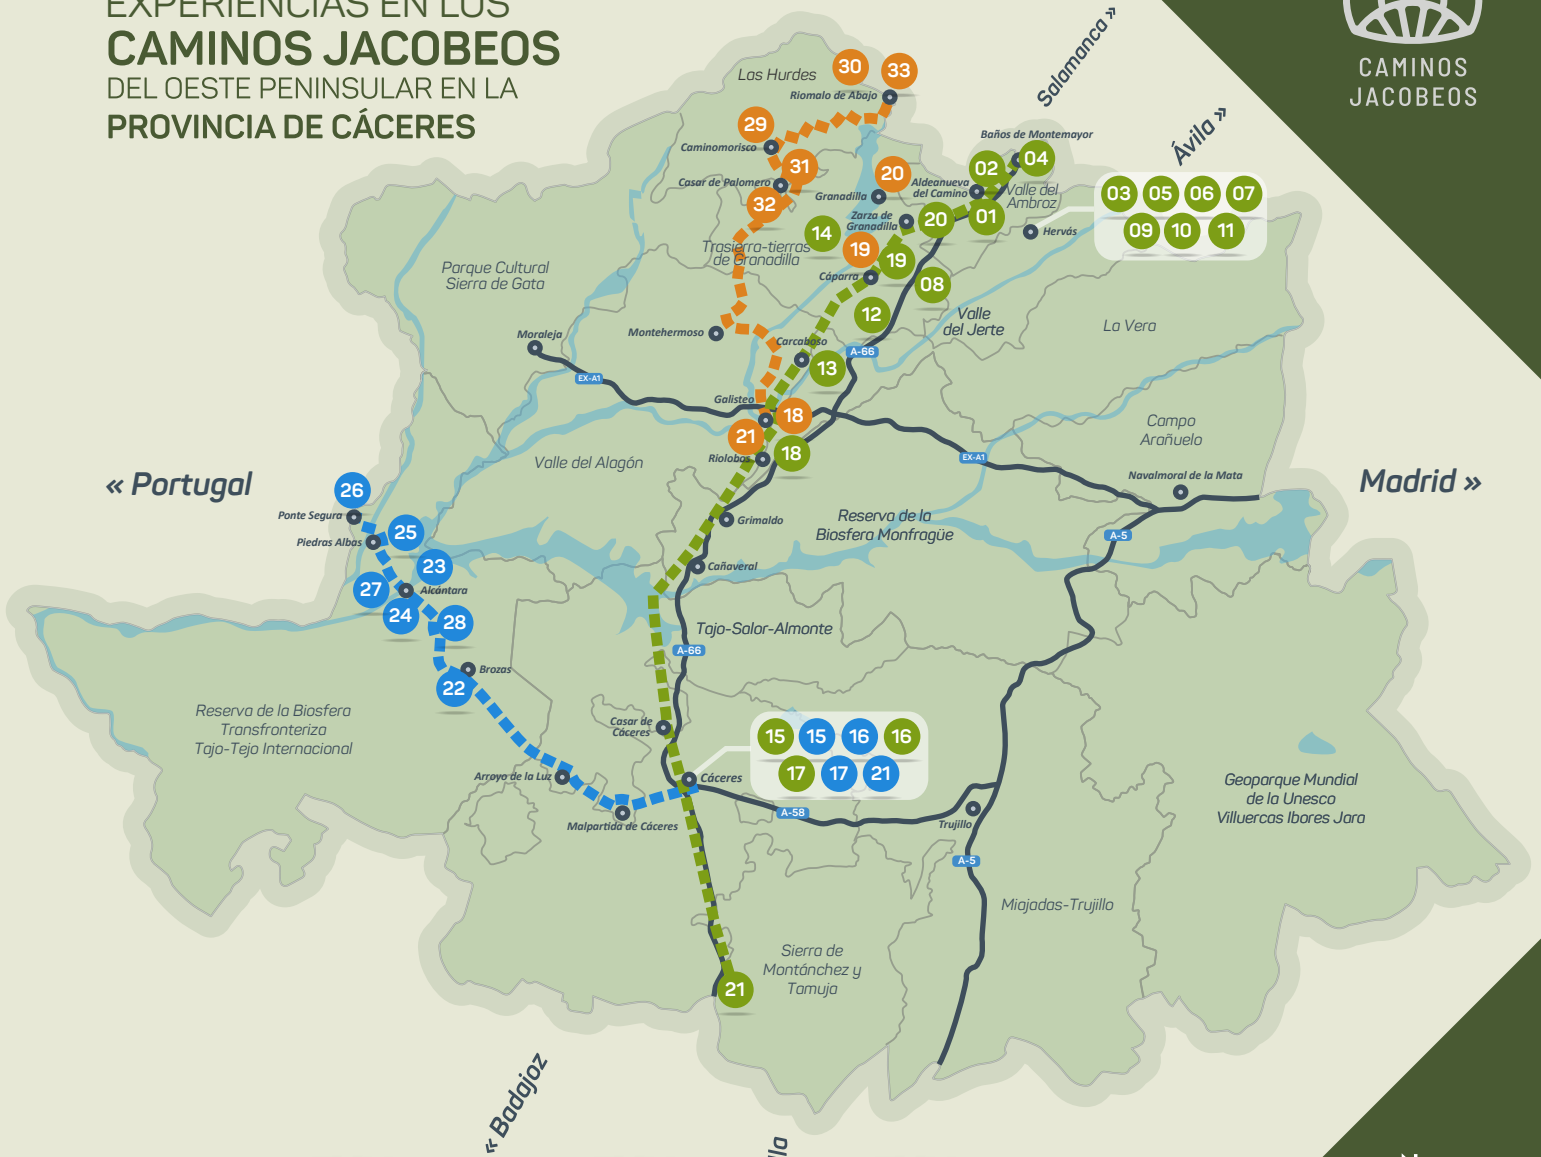 EXPERIENCIAS EN LOS
CAMINOS JACOBEOS
DEL OESTE PENINSULAR EN LA
PROVINCIA DE CÁCERES
CAMINOS
JACOBEOS
Salamanca »
Ávila »
Las Hurdes
30
33
Riomalo de Abajo
29
Caminomorisco
31
Casar de Palomero
32
20
Granadilla
Baños de Montemayor
02
04
Aldeanueva
del Camino
Valle del
Ambroz
03 05 06 07
09 10 11
Zarza de
Granadilla
20
01
Hervás
14
19
19
Trasierra-tierras
de Granadilla
Cáparra
08
12
Parque Cultural
Sierra de Gata
Valle
del Jerte
La Vera
Moraleja
Montehermoso
Carcaboso
A-66
13
EX-A1
Galisteo
18
21
Riolobos
18
Campo
Arañuelo
EX-A1
Valle del Alagón
Navalmoral de la Mata
« Portugal
Madrid »
26
Ponte Segura
25
Piedras Albas
Grimaldo
Reserva de la
Biosfera Monfragüe
A-5
23
Cañaveral
27
Alcántara
24
28
Tajo-Salor-Almonte
A-66
Brozas
22
Reserva de la Biosfera
Transfronteriza
Tajo-Tejo Internacional
Casar de
Cáceres
15 15 16 16
17 17 21
Arroyo de la Luz
Cáceres
Malpartida de Cáceres
A-58
Trujillo
Geoparque Mundial
de la Unesco
Villuercas Ibores Jara
A-5
Miajadas-Trujillo
Sierra de
Montánchez y
Tamuja
21
« Badajoz